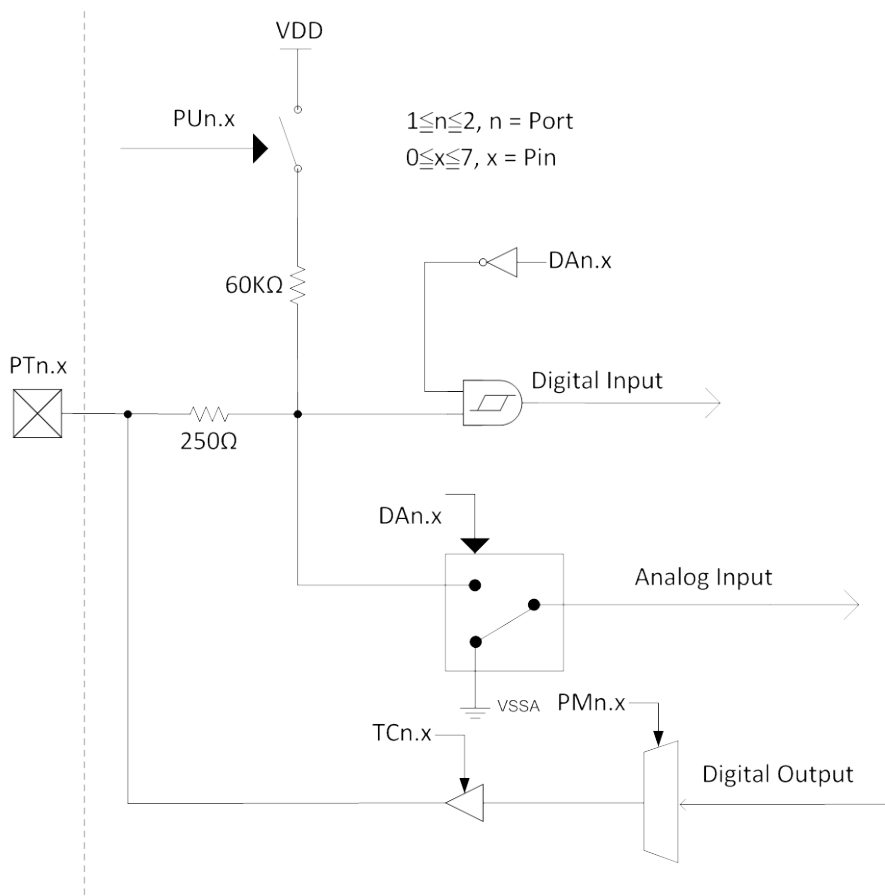 VDD
PUn.x
1≦n≦2, n = Port
0≦x≦7, x = Pin
DAn.x
60KΩ
PTn.x
Digital Input
250Ω
DAn.x
Analog Input
VSSA
PMn.x
TCn.x
Digital Output